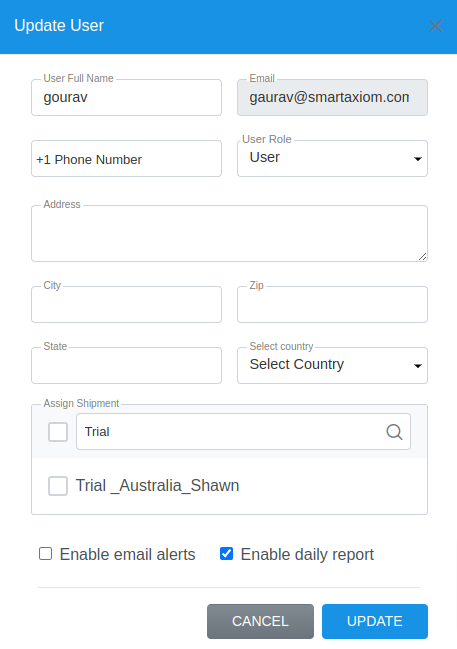 Update User
User Full Name
gourav
Email
gaurav@smartaxiom.com
+1 Phone Number
User Role
User
Address
City
Zip
State
Select country
Select Country
Assign Shipment
Trial
Trial _Australia_Shawn
Enable email alerts
Enable daily report
CANCEL
UPDATE